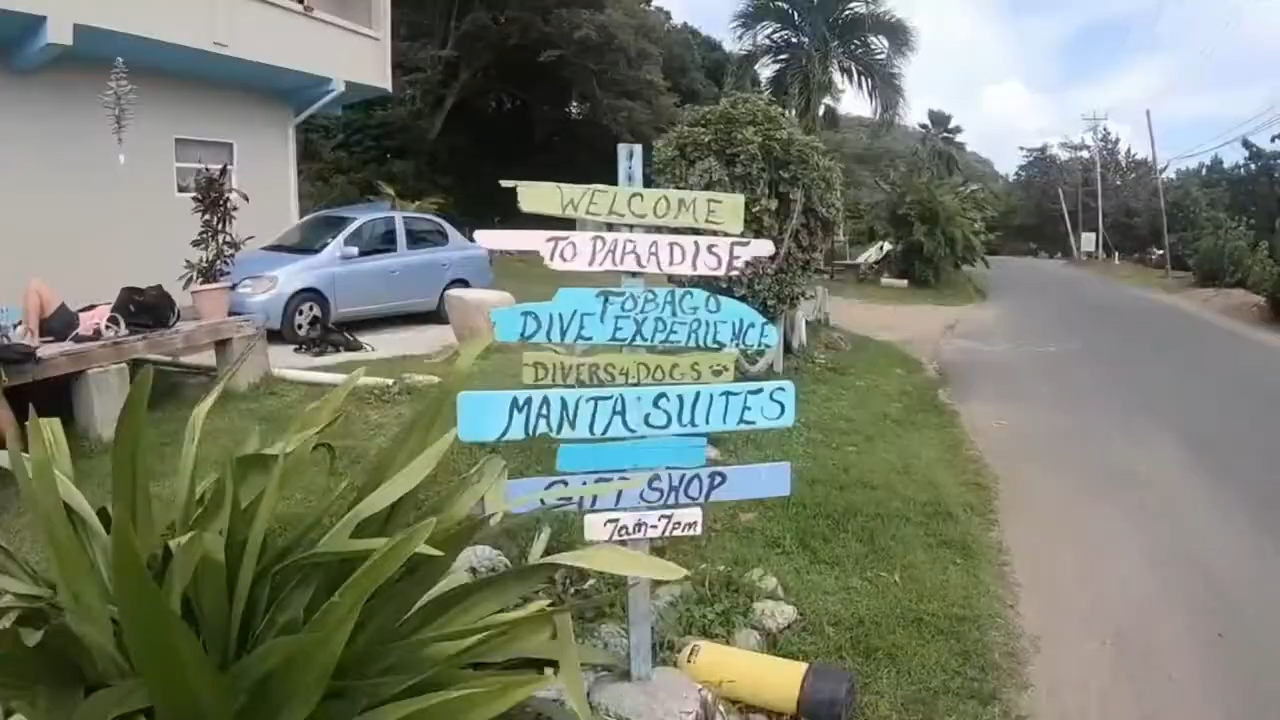 WELCOME
TO PARADISE
TOBAGO
DIVE EXPERIENCE
DIVERS4DOGS
MANTA SUITES
GIFT SHOP
7am-7pm